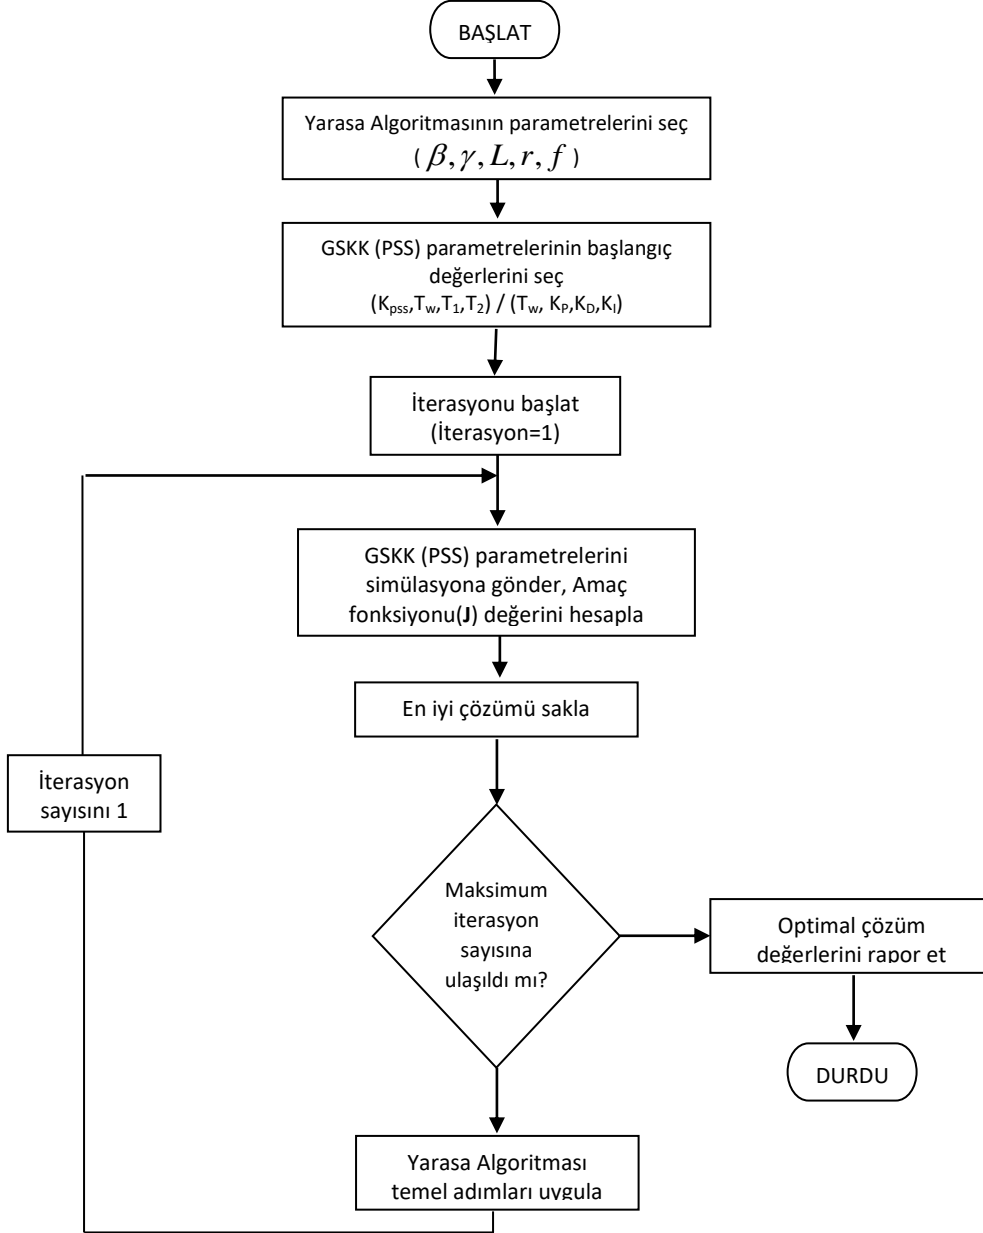 BAŞLAT
Yarasa Algoritmasının parametrelerini seç
( β, γ, L, r, f )
GSKK (PSS) parametrelerinin başlangıç
değerlerini seç
(Kpss,Tw,T1,T2) / (Tw, KP,KD,KI)
İterasyonu başlat
(İterasyon=1)
GSKK (PSS) parametrelerini
simülasyona gönder, Amaç
fonksiyonu(J) değerini hesapla
En iyi çözümü sakla
İterasyon
sayısını 1
Maksimum
iterasyon
sayısına
ulaşıldı mı?
Optimal çözüm
değerlerini rapor et
DURDU
Yarasa Algoritması
temel adımları uygula